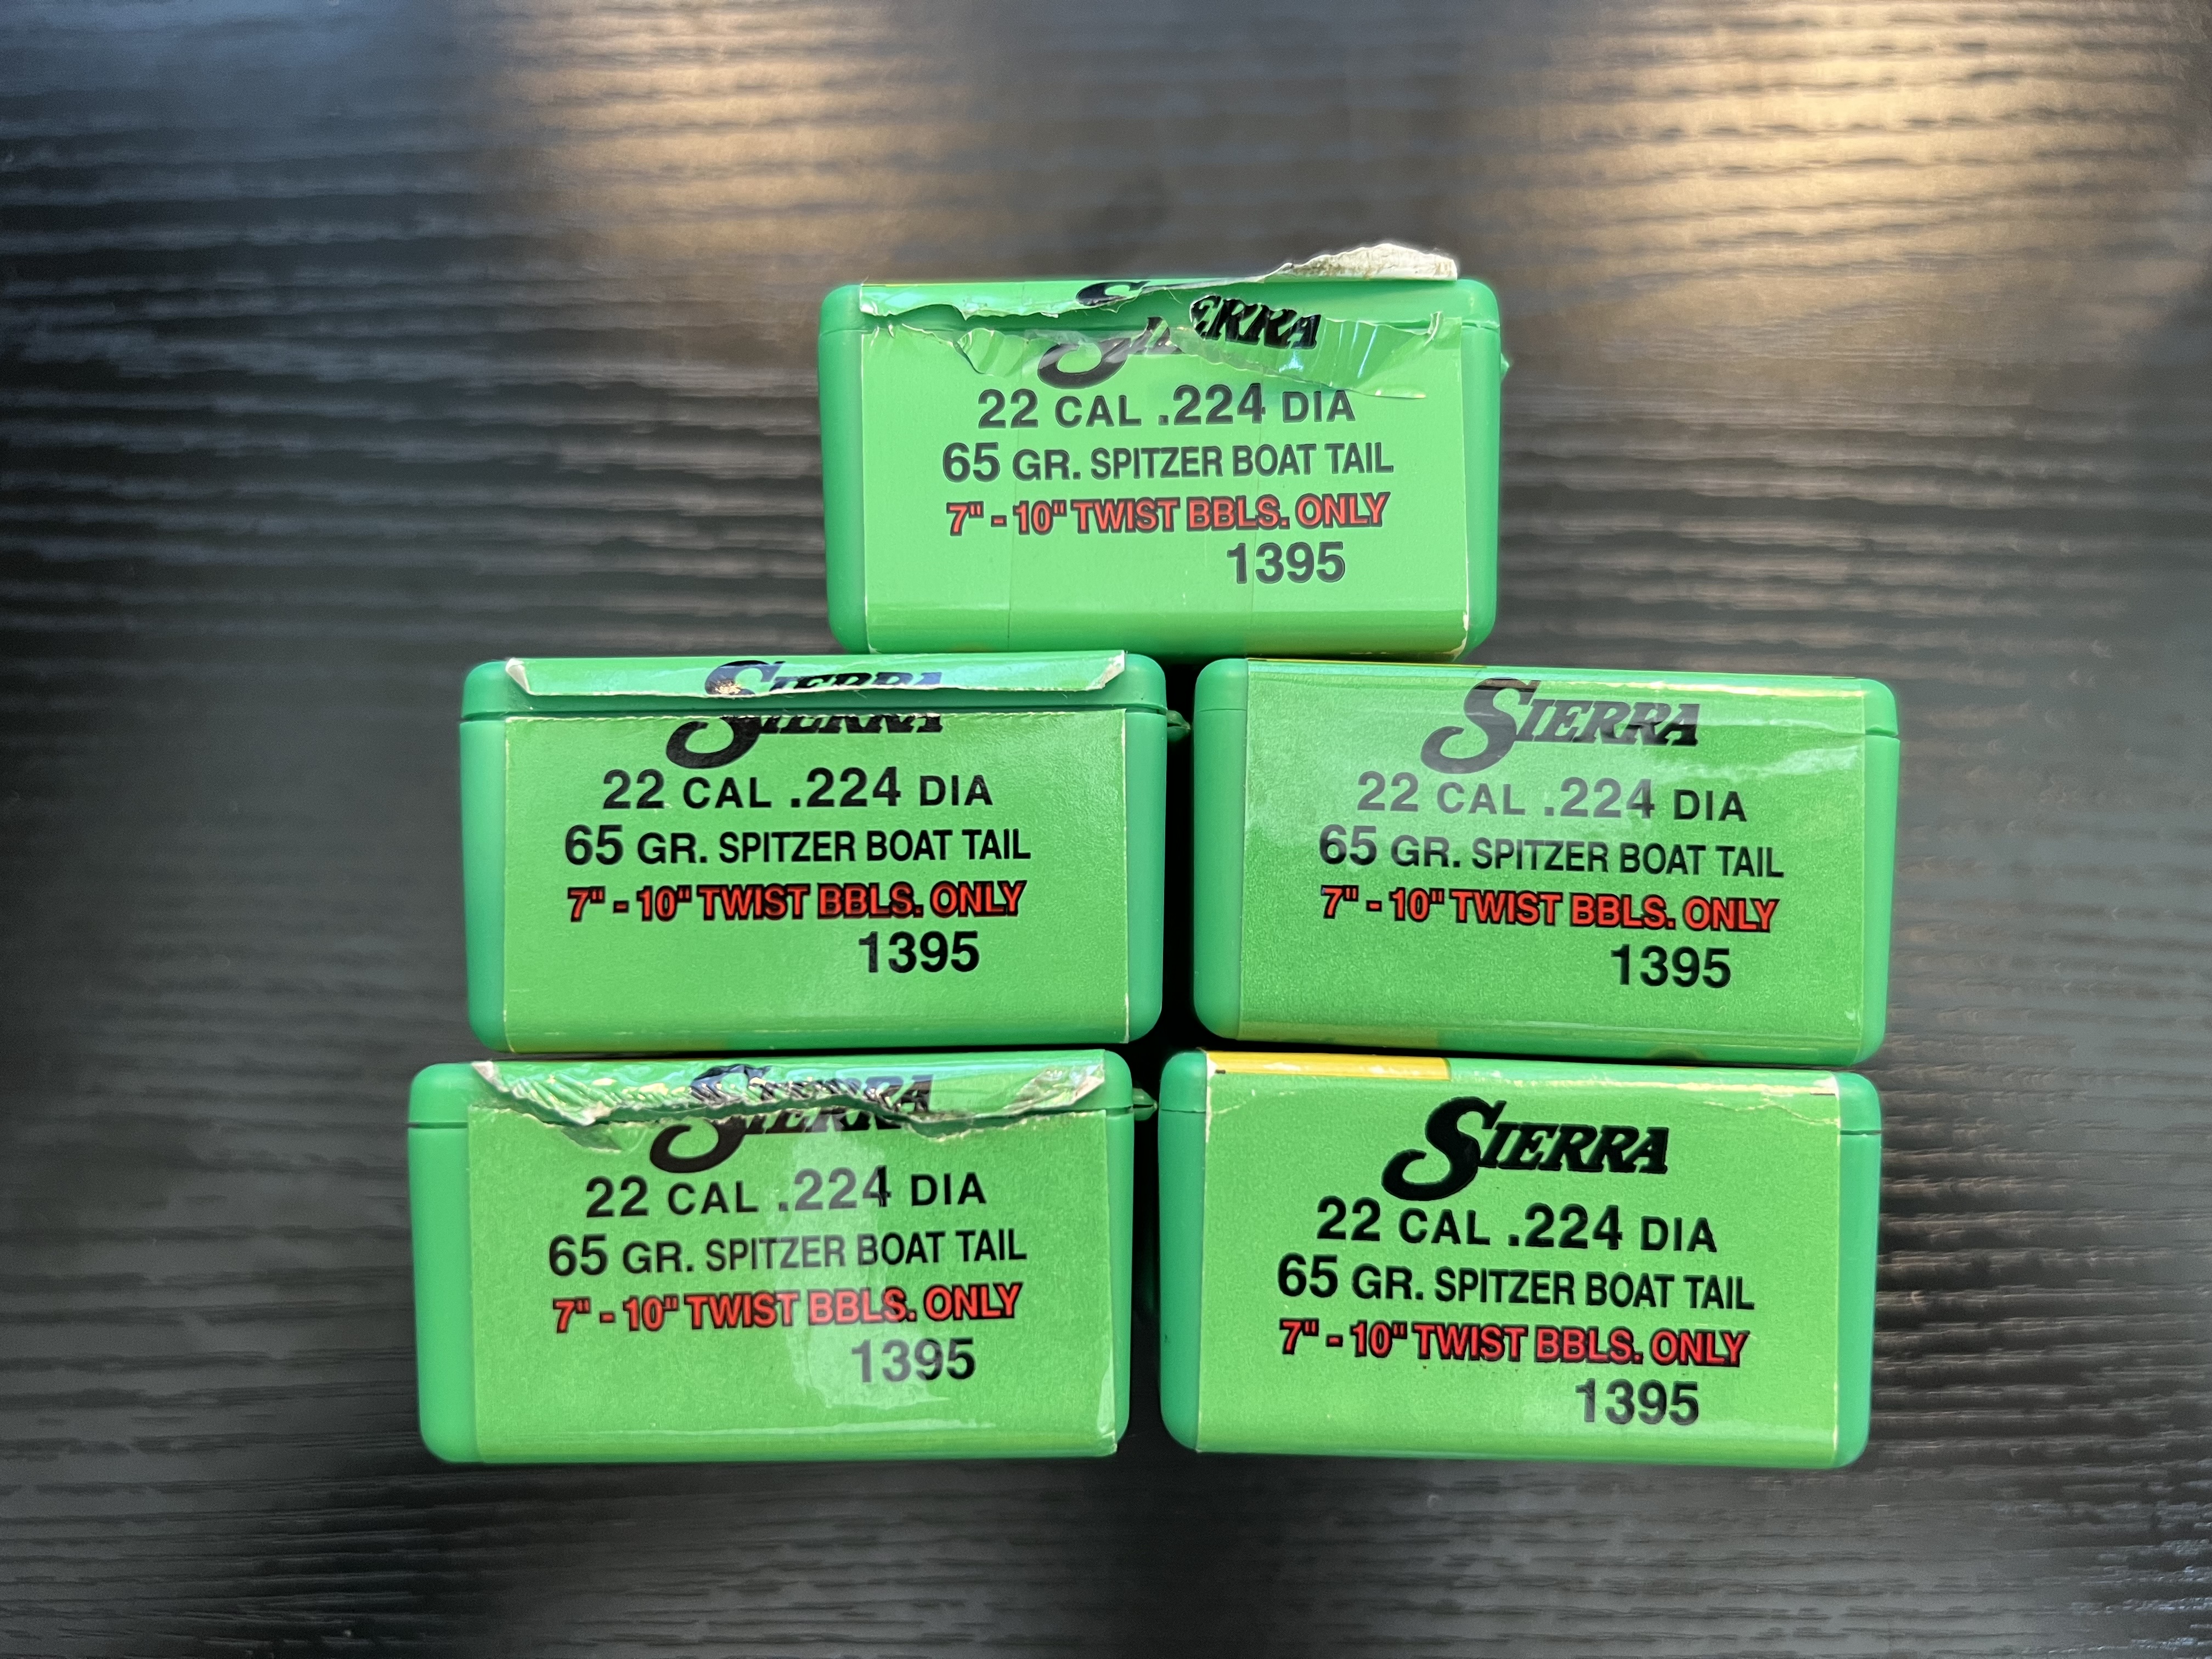 SIERRA
22 CAL .224 DIA
65 GR. SPITZER BOAT TAIL
7" - 10" TWIST BBLS. ONLY
1395
SIERRA
22 CAL .224 DIA
65 GR. SPITZER BOAT TAIL
7" - 10" TWIST BBLS. ONLY
1395
SIERRA
22 CAL .224 DIA
65 GR. SPITZER BOAT TAIL
7" - 10" TWIST BBLS. ONLY
1395
SIERRA
22 CAL .224 DIA
65 GR. SPITZER BOAT TAIL
7" - 10" TWIST BBLS. ONLY
1395
SIERRA
22 CAL .224 DIA
65 GR. SPITZER BOAT TAIL
7" - 10" TWIST BBLS. ONLY
1395